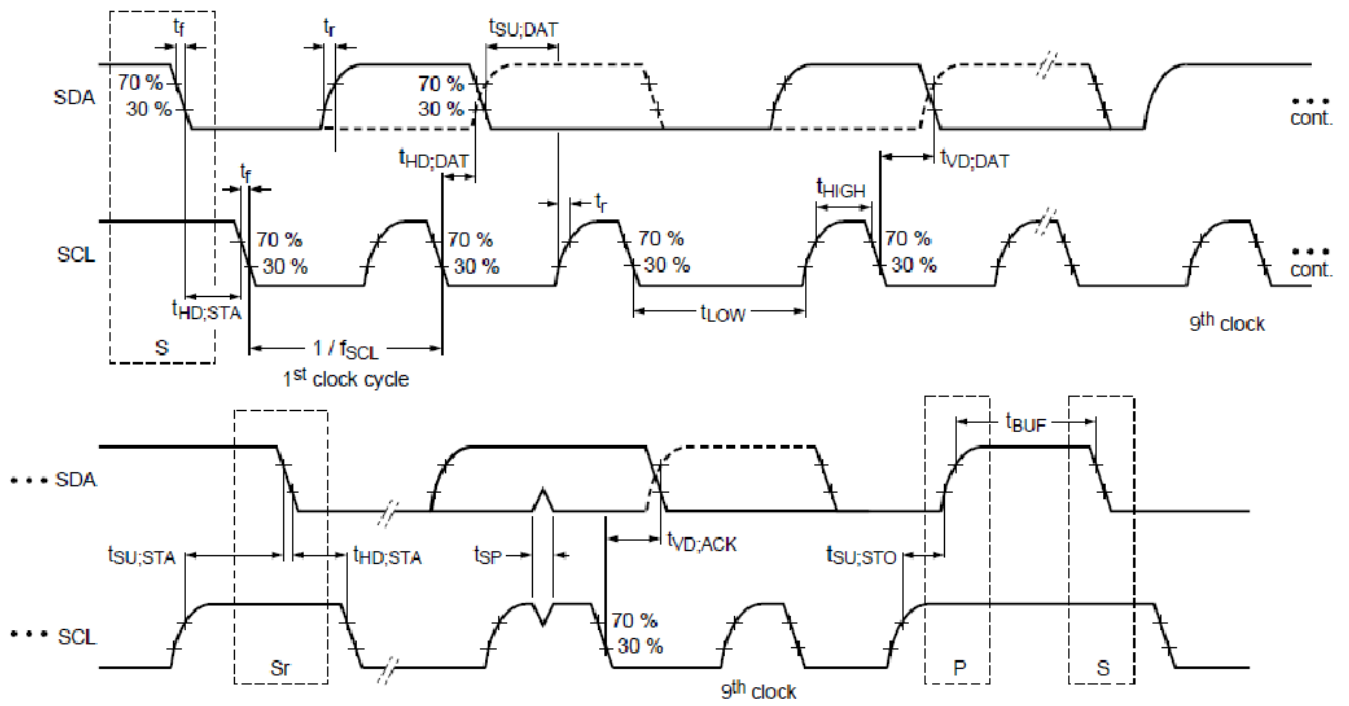 tf tr tSU;DAT
70 % 70 %
SDA 30 % 30 %
••• cont.
tHD;DAT tVD;DAT
tf tr tHIGH
70 % 70 % 70 % 70 %
SCL 30 % 30 % 30 % 30 %
••• cont.
tHD;STA tLOW
9th clock
S 1 / fSCL
1st clock cycle
tBUF
••• SDA
tSU;STA tHD;STA tSP tVD;ACK tSU;STO
70 %
••• SCL 30 %
Sr P S
9th clock